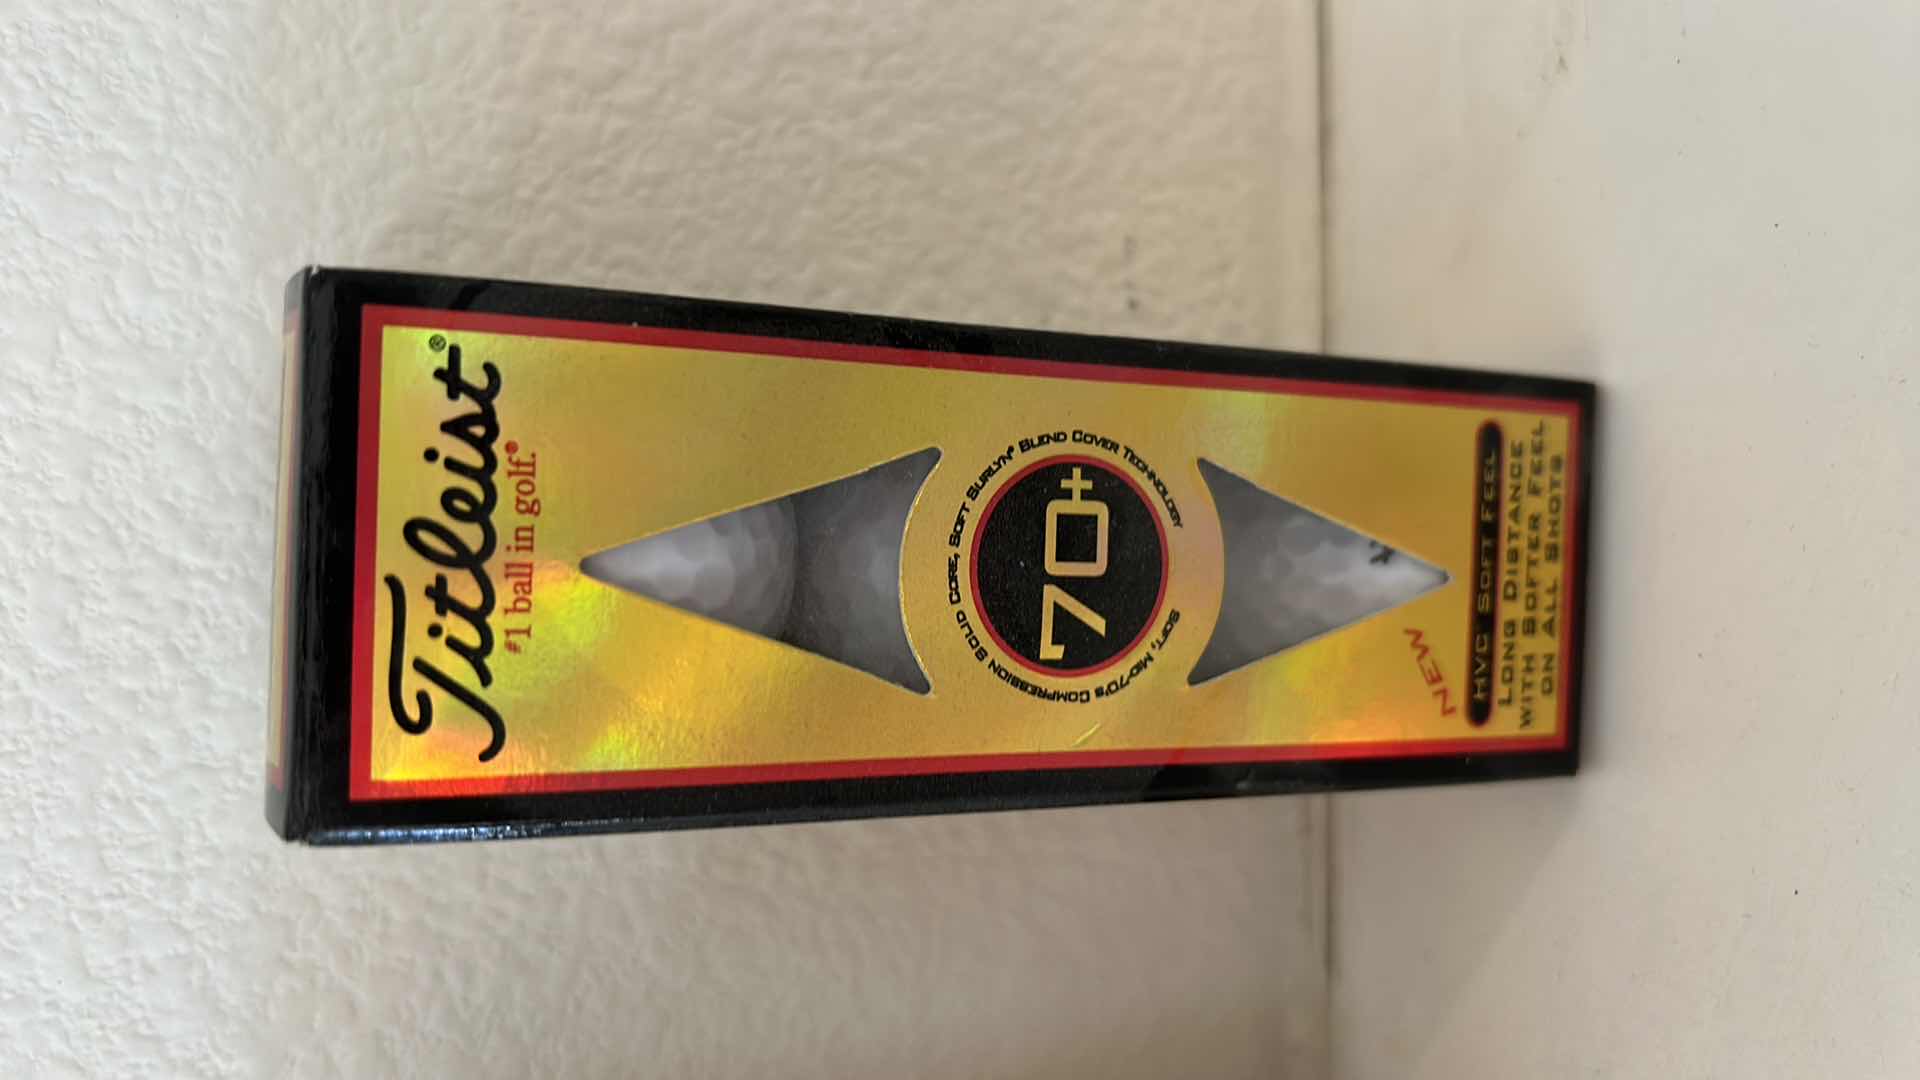 Titleist®
#1 ball in golf.®
SOFT, MID-70's COMPRESSION SOLID CORE, SOFT SURLYN® BLEND COVER TECHNOLOGY
70+
NEW
HVC SOFT FEEL
LONG DISTANCE
WITH SOFTER FEEL
ON ALL SHOTS